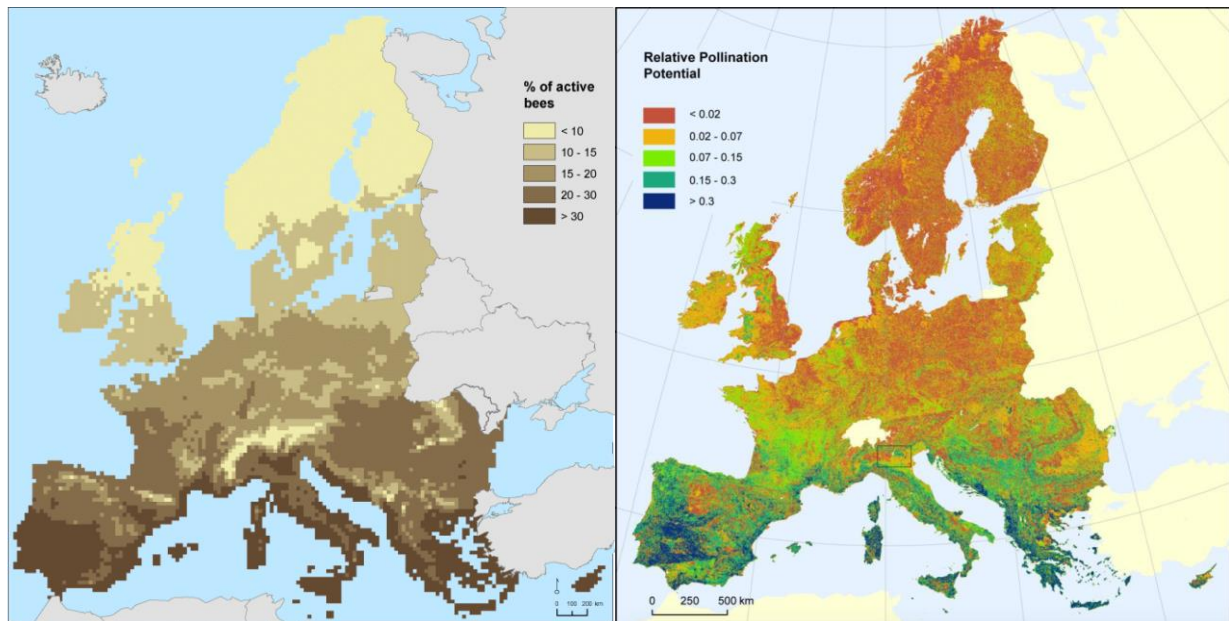 % of active
bees
< 10
10 - 15
15 - 20
20 - 30
> 30
0 100 200 km
Relative Pollination
Potential
< 0.02
0.02 - 0.07
0.07 - 0.15
0.15 - 0.3
> 0.3
0 250 500 km